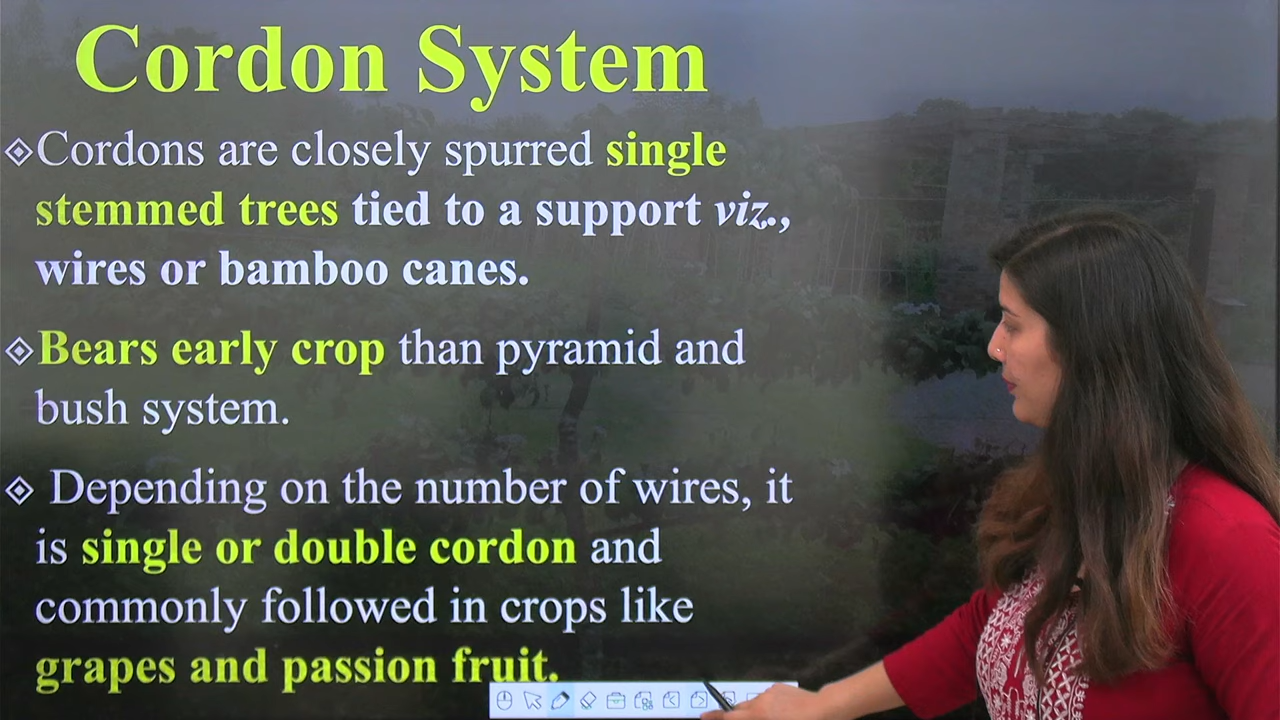 Cordon System
Cordons are closely spurred single
stemmed trees tied to a support viz.,
wires or bamboo canes.
Bears early crop than pyramid and
bush system.
Depending on the number of wires, it
is single or double cordon and
commonly followed in crops like
grapes and passion fruit.